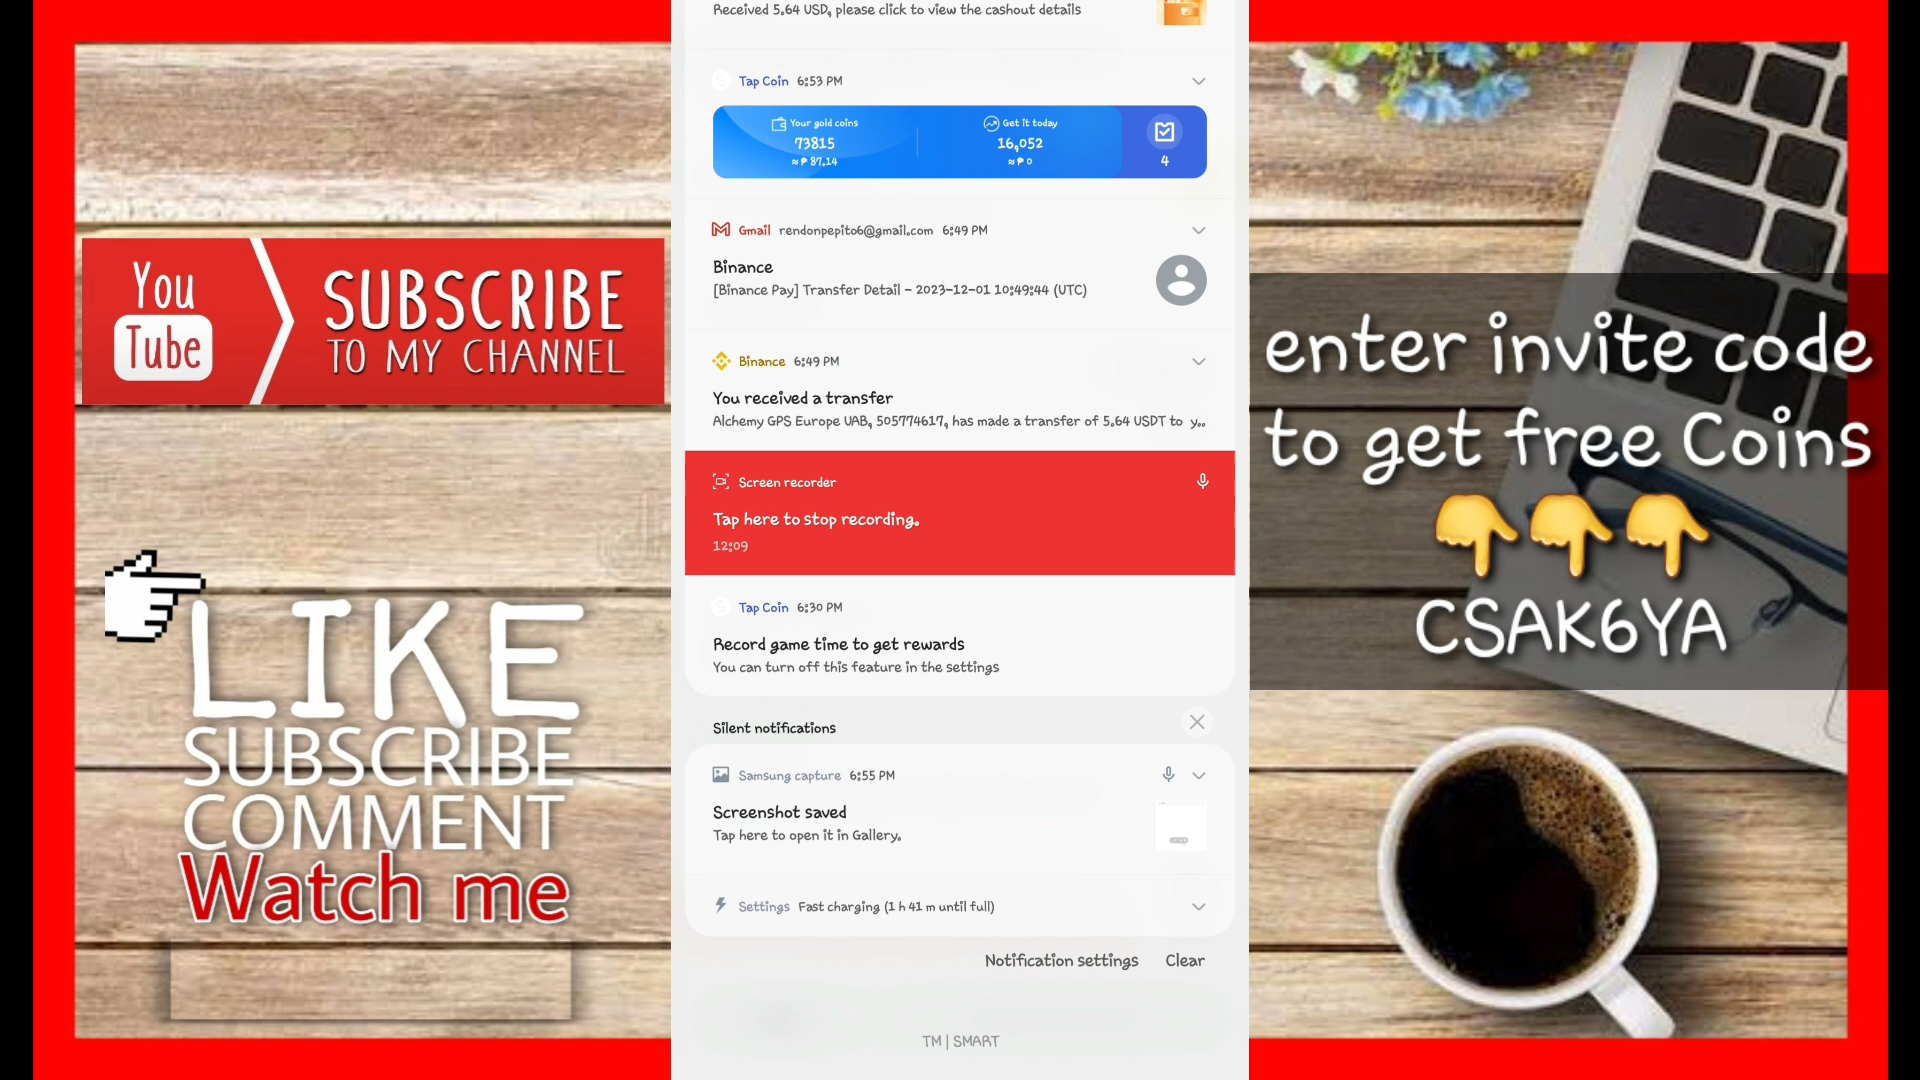 You
Tube
SUBSCRIBE
TO MY CHANNEL
LIKE
SUBSCRIBE
COMMENT
Watch me
Received 5.64 USD, please click to view the cashout details
Tap Coin 6:53 PM
Your gold coins
73815
≈ ₱ 87.14
Get it today
16,052
≈ ₱ 0
4
Gmail rendonpepito6@gmail.com 6:49 PM
Binance
[Binance Pay] Transfer Detail - 2023-12-01 10:49:44 (UTC)
Binance 6:49 PM
You received a transfer
Alchemy GPS Europe UAB, 505774617, has made a transfer of 5.64 USDT to y..
Screen recorder
Tap here to stop recording.
12:09
Tap Coin 6:30 PM
Record game time to get rewards
You can turn off this feature in the settings
Silent notifications
Samsung capture 6:55 PM
Screenshot saved
Tap here to open it in Gallery.
Settings Fast charging (1 h 41 m until full)
Notification settings Clear
TM | SMART
enter invite code
to get free Coins
👇👇👇
CSAK6YA